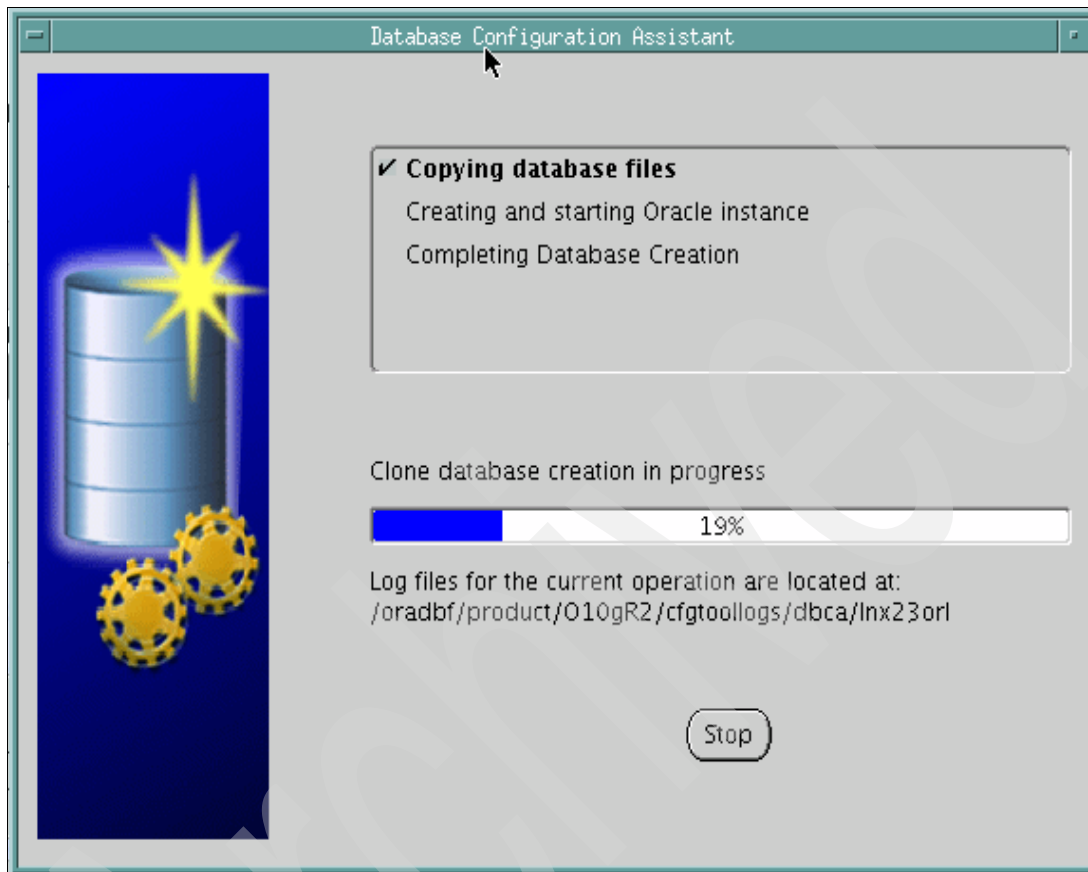 Database Configuration Assistant
Copying database files
Creating and starting Oracle instance
Completing Database Creation
Clone database creation in progress
19%
Log files for the current operation are located at:
/oradbf/product/O10gR2/cfgtoollogs/dbca/lnx23orl
Stop